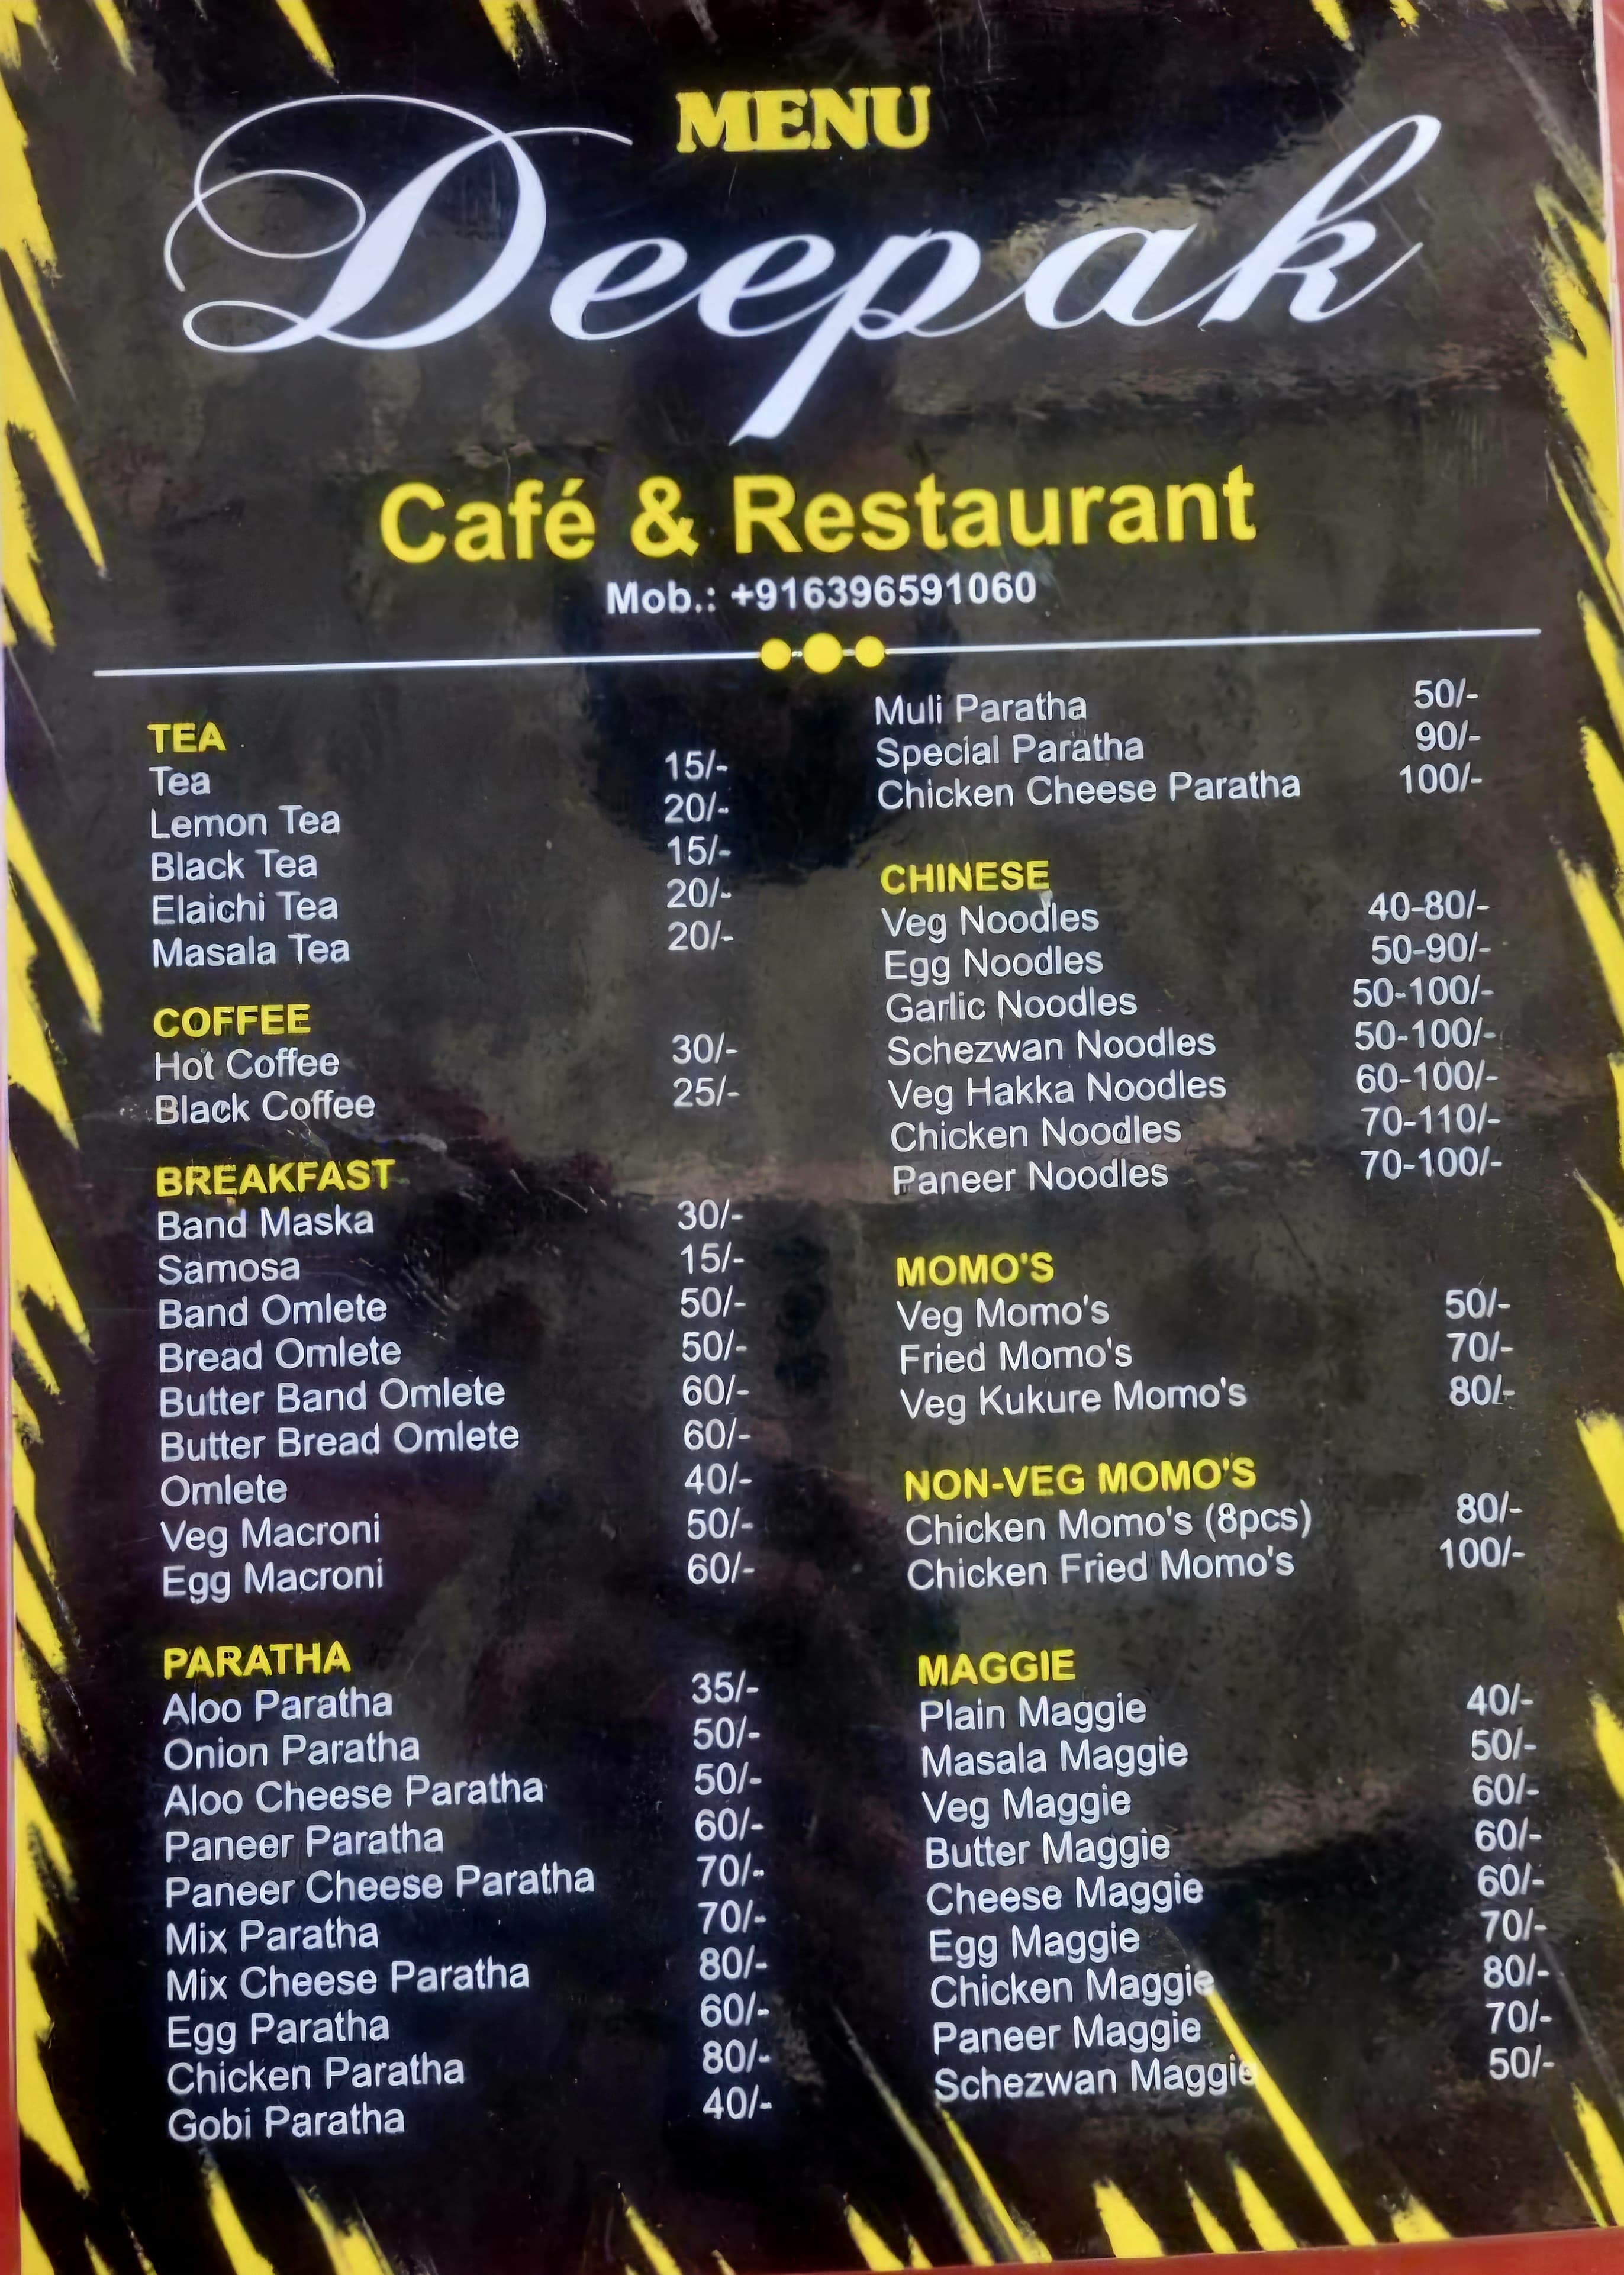 MENU
Deepak
Café & Restaurant
Mob.: +916396591060
TEA
Tea 15/-
Lemon Tea 20/-
Black Tea 15/-
Elaichi Tea 20/-
Masala Tea 20/-
COFFEE
Hot Coffee 30/-
Black Coffee 25/-
BREAKFAST
Band Maska 30/-
Samosa 15/-
Band Omlete 50/-
Bread Omlete 50/-
Butter Band Omlete 60/-
Butter Bread Omlete 60/-
Omlete 40/-
Veg Macroni 50/-
Egg Macroni 60/-
PARATHA
Aloo Paratha 35/-
Onion Paratha 50/-
Aloo Cheese Paratha 50/-
Paneer Paratha 60/-
Paneer Cheese Paratha 70/-
Mix Paratha 70/-
Mix Cheese Paratha 80/-
Egg Paratha 60/-
Chicken Paratha 80/-
Gobi Paratha 40/-
Muli Paratha 50/-
Special Paratha 90/-
Chicken Cheese Paratha 100/-
CHINESE
Veg Noodles 40-80/-
Egg Noodles 50-90/-
Garlic Noodles 50-100/-
Schezwan Noodles 50-100/-
Veg Hakka Noodles 60-100/-
Chicken Noodles 70-110/-
Paneer Noodles 70-100/-
MOMO'S
Veg Momo's 50/-
Fried Momo's 70/-
Veg Kukure Momo's 80/-
NON-VEG MOMO'S
Chicken Momo's (8pcs) 80/-
Chicken Fried Momo's 100/-
MAGGIE
Plain Maggie 40/-
Masala Maggie 50/-
Veg Maggie 60/-
Butter Maggie 60/-
Cheese Maggie 60/-
Egg Maggie 70/-
Chicken Maggie 80/-
Paneer Maggie 70/-
Schezwan Maggie 50/-